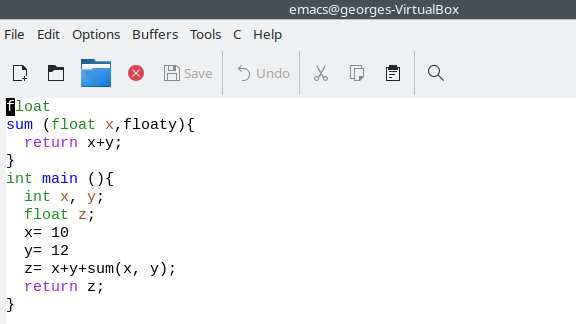 emacs@georges-VirtualBox
File Edit Options Buffers Tools C Help
Save Undo
float
sum (float x,floaty){
  return x+y;
}
int main (){
  int x, y;
  float z;
  x= 10
  y= 12
  z= x+y+sum(x, y);
  return z;
}